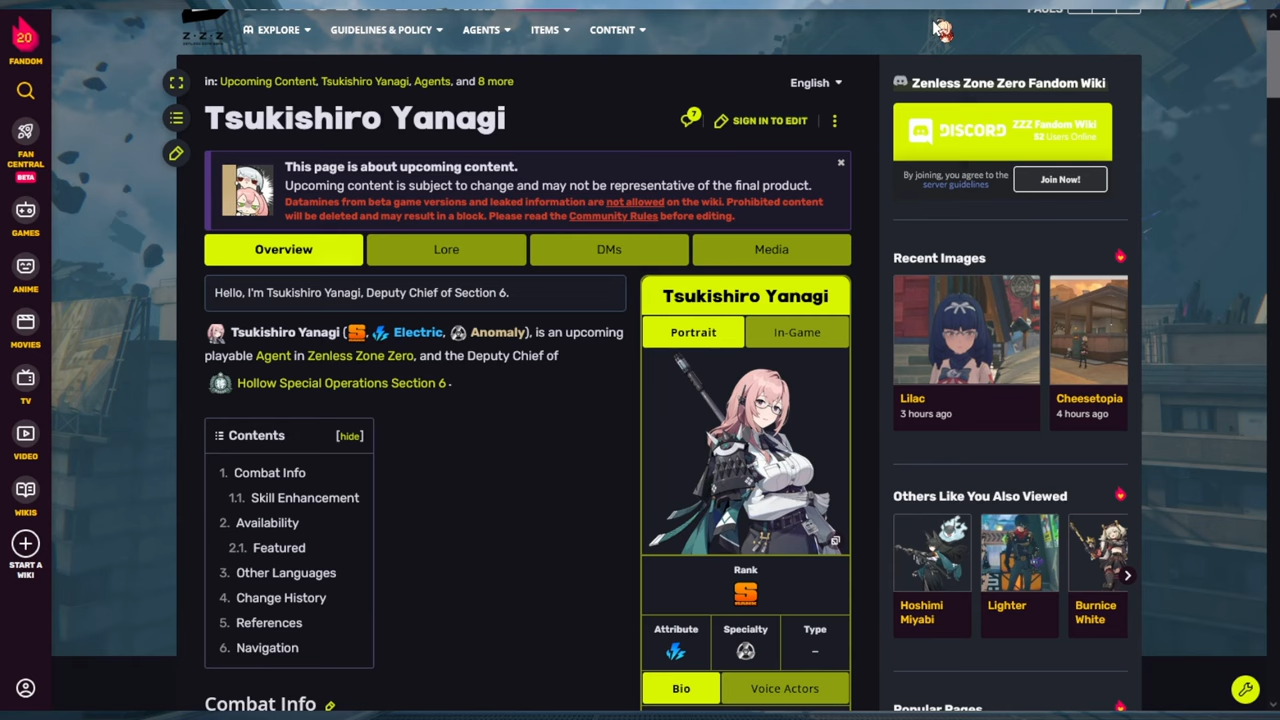 PAGES
Z·Z·Z
EXPLORE
GUIDELINES & POLICY
AGENTS
ITEMS
CONTENT
20
FANDOM
FAN CENTRAL
BETA
GAMES
ANIME
MOVIES
TV
VIDEO
WIKIS
START A WIKI
in: Upcoming Content, Tsukishiro Yanagi, Agents, and 8 more
English
Tsukishiro Yanagi
7
SIGN IN TO EDIT
This page is about upcoming content.
Upcoming content is subject to change and may not be representative of the final product.
Datamines from beta game versions and leaked information are not allowed on the wiki. Prohibited content
will be deleted and may result in a block. Please read the Community Rules before editing.
Overview
Lore
DMs
Media
Hello, I'm Tsukishiro Yanagi, Deputy Chief of Section 6.
Tsukishiro Yanagi (S, Electric, Anomaly), is an upcoming
playable Agent in Zenless Zone Zero, and the Deputy Chief of
Hollow Special Operations Section 6 .
Contents [hide]
1. Combat Info
1.1. Skill Enhancement
2. Availability
2.1. Featured
3. Other Languages
4. Change History
5. References
6. Navigation
Combat Info
Tsukishiro Yanagi
Portrait
In-Game
Rank
S
Attribute
Specialty
Type
–
Bio
Voice Actors
Zenless Zone Zero Fandom Wiki
DISCORD
ZZZ Fandom Wiki
52 Users Online
By joining, you agree to the
server guidelines
Join Now!
Recent Images
Lilac
3 hours ago
Cheesetopia
4 hours ago
Others Like You Also Viewed
Hoshimi Miyabi
Lighter
Burnice White
Popular Pages